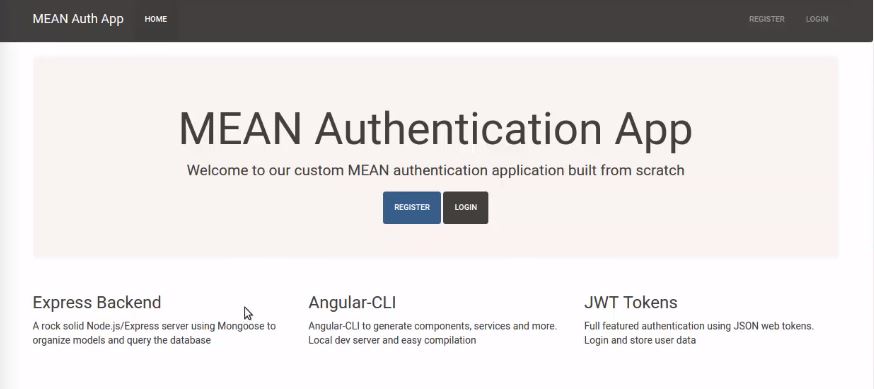 MEAN Auth App HOME REGISTER LOGIN
MEAN Authentication App
Welcome to our custom MEAN authentication application built from scratch
REGISTER LOGIN
Express Backend
A rock solid Node.js/Express server using Mongoose to
organize models and query the database
Angular-CLI
Angular-CLI to generate components, services and more.
Local dev server and easy compilation
JWT Tokens
Full featured authentication using JSON web tokens.
Login and store user data